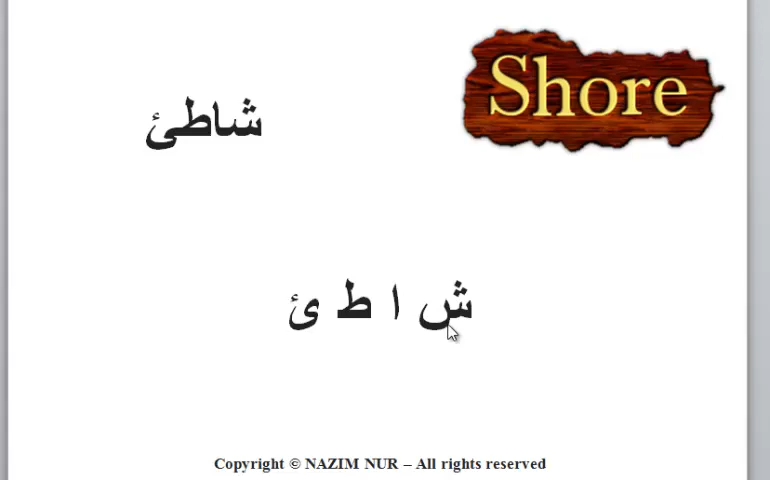 Shore
شاطئ
ش ا ط ئ
Copyright © NAZIM NUR – All rights reserved